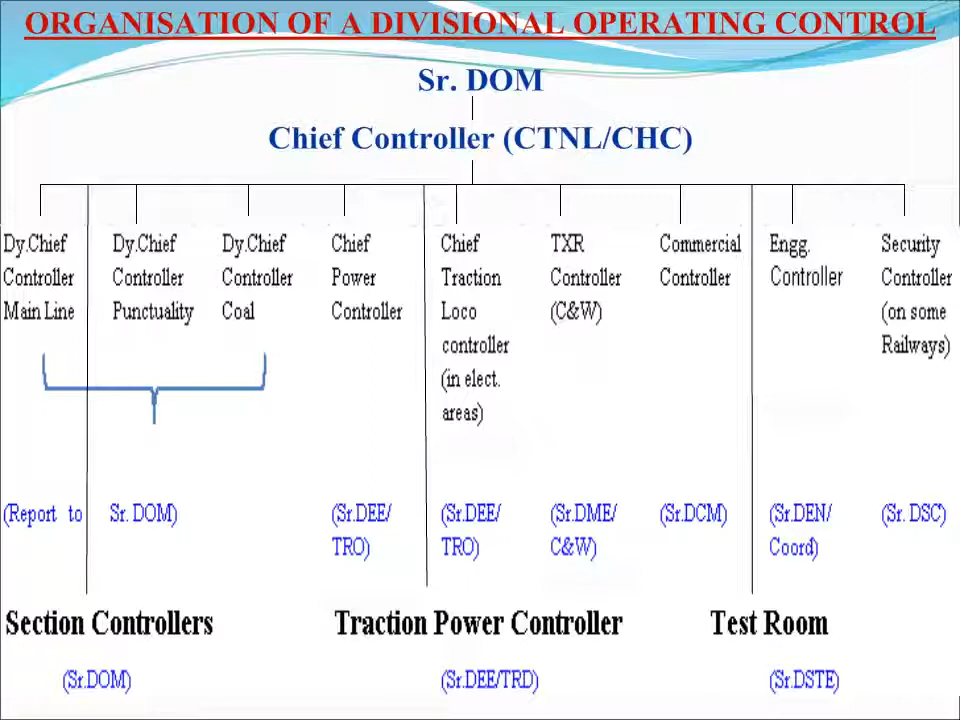 ORGANISATION OF A DIVISIONAL OPERATING CONTROL
Sr. DOM
Chief Controller (CTNL/CHC)
Dy.Chief
Controller
Main Line
Dy.Chief
Controller
Punctuality
Dy.Chief
Controller
Coal
Chief
Power
Controller
Chief
Traction
Loco
controller
(in elect.
areas)
TXR
Controller
(C&W)
Commercial
Controller
Engg.
Controller
Security
Controller
(on some
Railways)
(Report to Sr. DOM)
(Sr.DEE/
TRO)
(Sr.DEE/
TRO)
(Sr.DME/
C&W)
(Sr.DCM)
(Sr.DEN/
Coord)
(Sr. DSC)
Section Controllers
(Sr.DOM)
Traction Power Controller
(Sr.DEE/TRD)
Test Room
(Sr.DSTE)